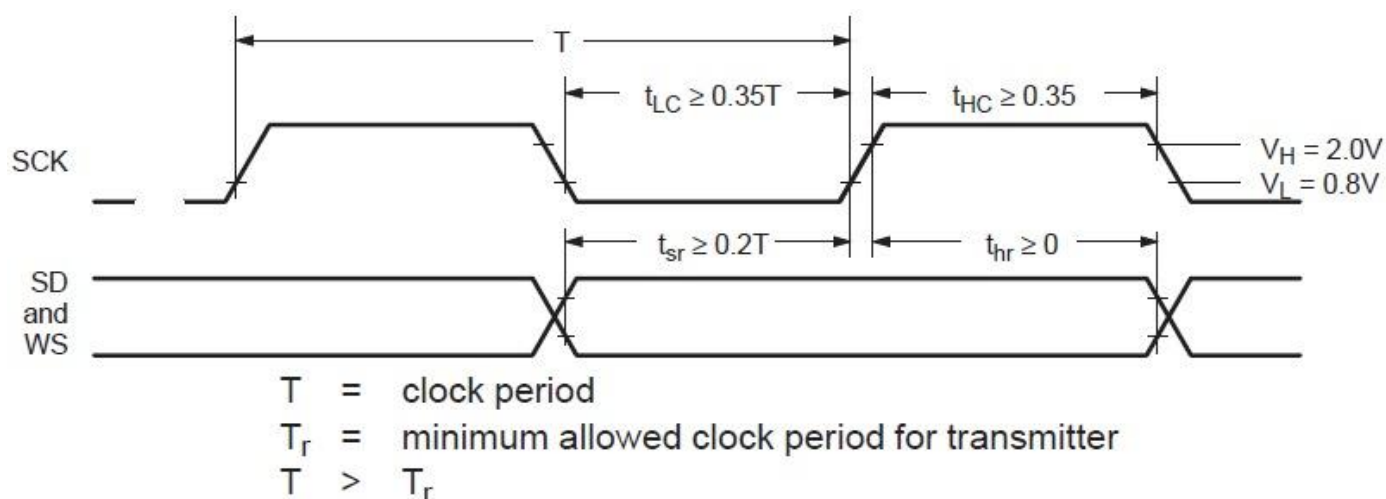 T
t_LC ≥ 0.35T
t_HC ≥ 0.35
SCK
V_H = 2.0V
V_L = 0.8V
t_sr ≥ 0.2T
t_hr ≥ 0
SD
and
WS
T = clock period
T_r = minimum allowed clock period for transmitter
T > T_r